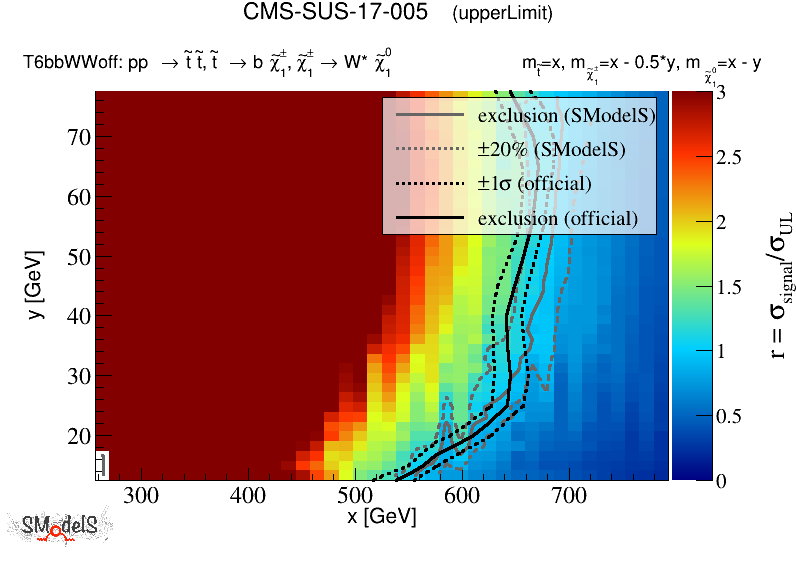 CMS-SUS-17-005 (upperLimit)
T6bbWWoff: pp → t̃ t̃, t̃ → b χ̃₁±, χ̃₁± → W* χ̃₁⁰
m_t̃=x, m_χ̃₁±=x - 0.5*y, m_χ̃₁⁰=x - y
exclusion (SModelS)
±20% (SModelS)
±1σ (official)
exclusion (official)
y [GeV]
70
60
50
40
30
20
300
400
500
600
700
x [GeV]
3
2.5
2
1.5
1
0.5
0
r = σ_signal/σ_UL
SModelS